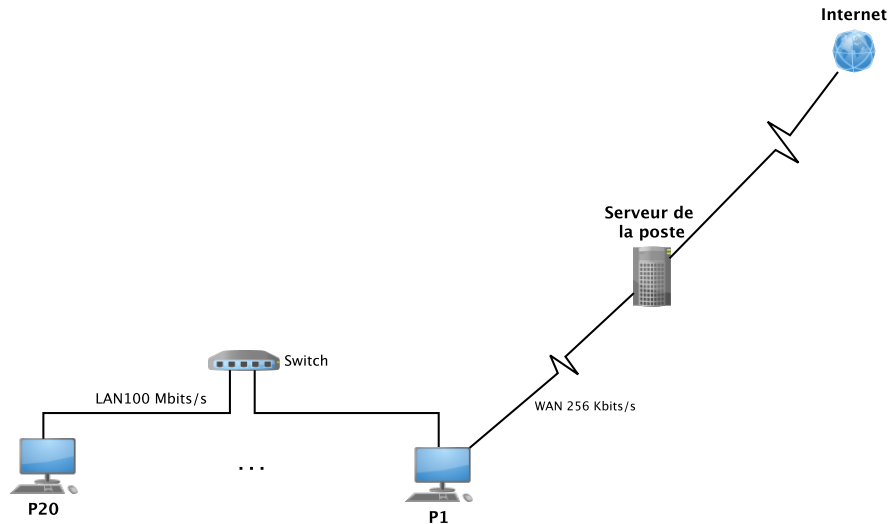 Internet
Serveur de
la poste
Switch
LAN100 Mbits/s
WAN 256 Kbits/s
...
P20
P1